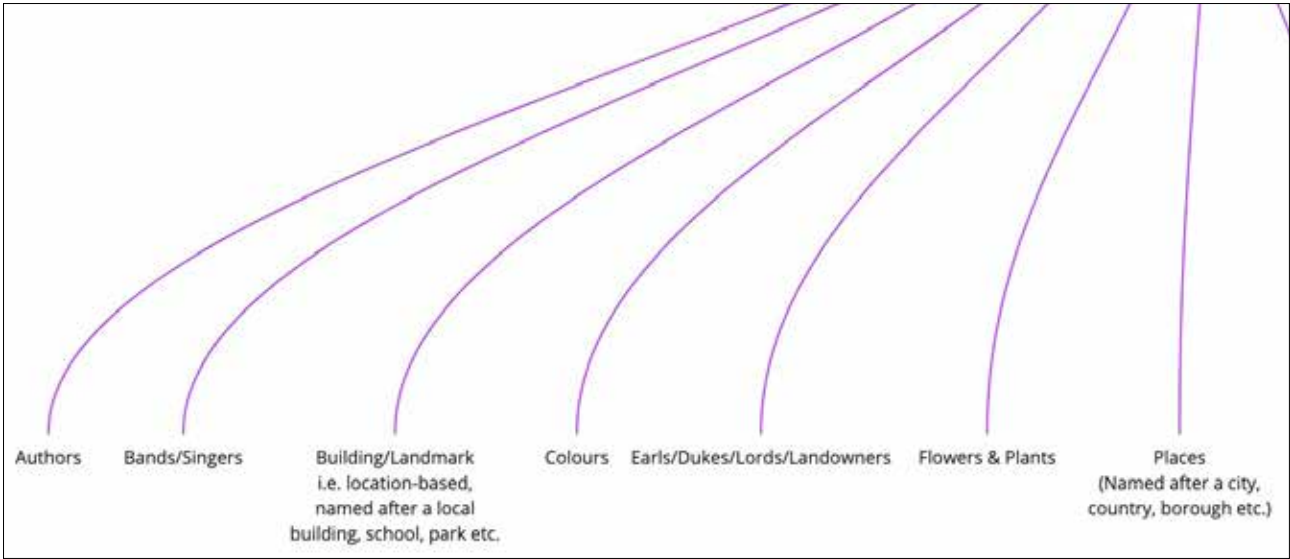 Authors
Bands/Singers
Building/Landmark
i.e. location-based,
named after a local
building, school, park etc.
Colours
Earls/Dukes/Lords/Landowners
Flowers & Plants
Places
(Named after a city,
country, borough etc.)